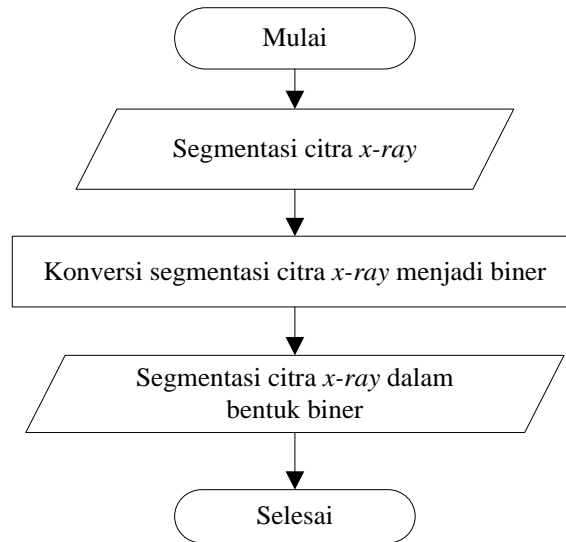 Mulai
Segmentasi citra x-ray
Konversi segmentasi citra x-ray menjadi biner
Segmentasi citra x-ray dalam
bentuk biner
Selesai